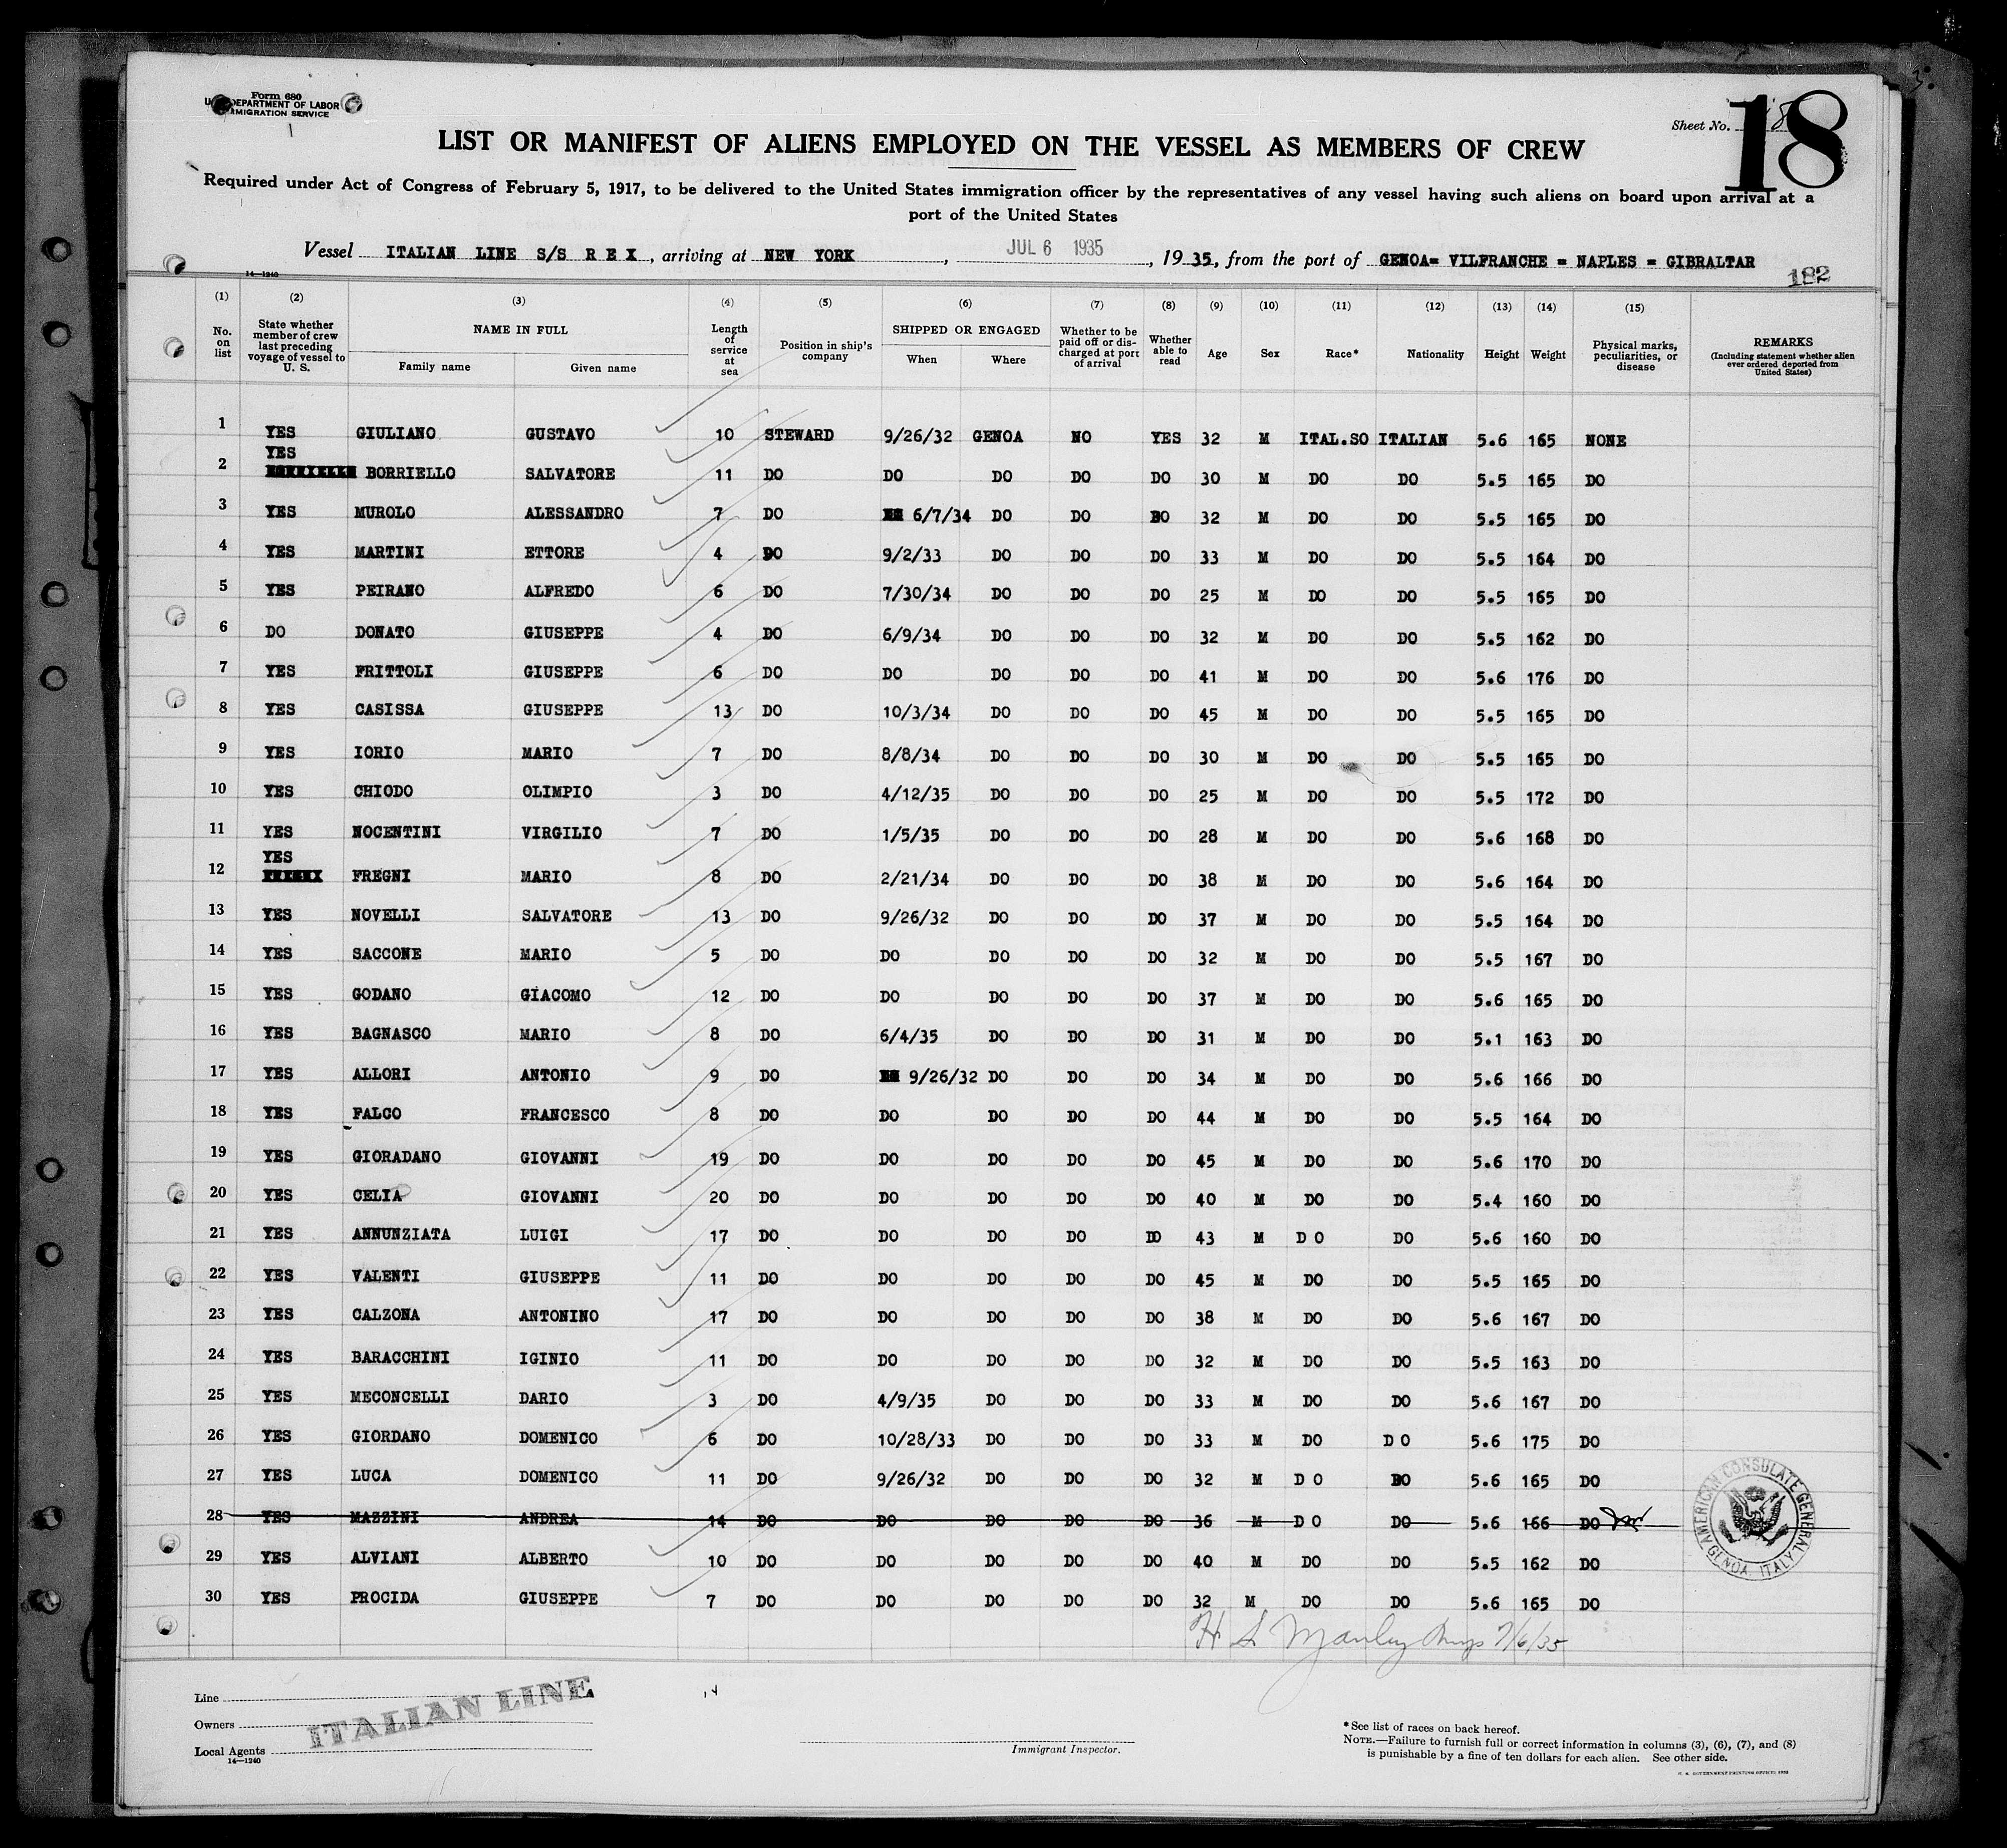 Form 680
U. S. DEPARTMENT OF LABOR
IMMIGRATION SERVICE
Sheet No. 18
18
LIST OR MANIFEST OF ALIENS EMPLOYED ON THE VESSEL AS MEMBERS OF CREW
Required under Act of Congress of February 5, 1917, to be delivered to the United States immigration officer by the representatives of any vessel having such aliens on board upon arrival at a
port of the United States
Vessel ITALIAN LINE S/S R E X, arriving at NEW YORK, JUL 6 1935, 1935, from the port of GENOA= VILFRANCHE = NAPLES = GIBRALTAR
14—1240
182
(1) (2) (3) (4) (5) (6) (7) (8) (9) (10) (11) (12) (13) (14) (15)
No. on list State whether member of crew last preceding voyage of vessel to U. S. NAME IN FULL Family name Given name Length of service at sea Position in ship's company SHIPPED OR ENGAGED When Where Whether to be paid off or discharged at port of arrival Whether able to read Age Sex Race* Nationality Height Weight Physical marks, peculiarities, or disease REMARKS (Including statement whether alien ever ordered deported from United States)
1 YES GIULIANO GUSTAVO 10 STEWARD 9/26/32 GENOA NO YES 32 M ITAL.SO ITALIAN 5.6 165 NONE
2 YES BORRIELLO SALVATORE 11 DO DO DO DO DO 30 M DO DO 5.5 165 DO
3 YES MUROLO ALESSANDRO 7 DO 6/7/34 DO DO DO 32 M DO DO 5.5 165 DO
4 YES MARTINI ETTORE 4 DO 9/2/33 DO DO DO 33 M DO DO 5.5 164 DO
5 YES PEIRANO ALFREDO 6 DO 7/30/34 DO DO DO 25 M DO DO 5.5 165 DO
6 DO DONATO GIUSEPPE 4 DO 6/9/34 DO DO DO 32 M DO DO 5.5 162 DO
7 YES FRITTOLI GIUSEPPE 6 DO DO DO DO DO 41 M DO DO 5.6 176 DO
8 YES CASISSA GIUSEPPE 13 DO 10/3/34 DO DO DO 45 M DO DO 5.5 165 DO
9 YES IORIO MARIO 7 DO 8/8/34 DO DO DO 30 M DO DO 5.5 165 DO
10 YES CHIODO OLIMPIO 3 DO 4/12/35 DO DO DO 25 M DO DO 5.5 172 DO
11 YES NOCENTINI VIRGILIO 7 DO 1/5/35 DO DO DO 28 M DO DO 5.6 168 DO
12 YES FREGNI MARIO 8 DO 2/21/34 DO DO DO 38 M DO DO 5.6 164 DO
13 YES NOVELLI SALVATORE 13 DO 9/26/32 DO DO DO 37 M DO DO 5.5 164 DO
14 YES SACCONE MARIO 5 DO DO DO DO DO 32 M DO DO 5.5 167 DO
15 YES GODANO GIACOMO 12 DO DO DO DO DO 37 M DO DO 5.6 165 DO
16 YES BAGNASCO MARIO 8 DO 6/4/35 DO DO DO 31 M DO DO 5.1 163 DO
17 YES ALLORI ANTONIO 9 DO 9/26/32 DO DO DO 34 M DO DO 5.6 166 DO
18 YES FALCO FRANCESCO 8 DO DO DO DO DO 44 M DO DO 5.5 164 DO
19 YES GIORADANO GIOVANNI 19 DO DO DO DO DO 45 M DO DO 5.6 170 DO
20 YES CELIA GIOVANNI 20 DO DO DO DO DO 40 M DO DO 5.4 160 DO
21 YES ANNUNZIATA LUIGI 17 DO DO DO DO DO 43 M D O DO 5.6 160 DO
22 YES VALENTI GIUSEPPE 11 DO DO DO DO DO 45 M DO DO 5.5 165 DO
23 YES CALZONA ANTONINO 17 DO DO DO DO DO 38 M DO DO 5.6 167 DO
24 YES BARACCHINI IGINIO 11 DO DO DO DO DO 32 M DO DO 5.5 163 DO
25 YES MECONCELLI DARIO 3 DO 4/9/35 DO DO DO 33 M DO DO 5.6 167 DO
26 YES GIORDANO DOMENICO 6 DO 10/28/33 DO DO DO 33 M DO D O 5.6 175 DO
27 YES LUCA DOMENICO 11 DO 9/26/32 DO DO DO 32 M D O DO 5.6 165 DO
28 YES MAZZINI ANDREA 14 DO DO DO DO DO 36 M D O DO 5.6 166 DO
29 YES ALVIANI ALBERTO 10 DO DO DO DO DO 40 M DO DO 5.5 162 DO
30 YES PROCIDA GIUSEPPE 7 DO DO DO DO DO 32 M DO DO 5.6 165 DO
AMERICAN CONSULATE GENERAL GENOA, ITALY
H S Manley 7/6/35
Line
Owners
Local Agents
ITALIAN LINE
14—1240
Immigrant Inspector.
*See list of races on back hereof.
NOTE.—Failure to furnish full or correct information in columns (3), (6), (7), and (8)
is punishable by a fine of ten dollars for each alien. See other side.